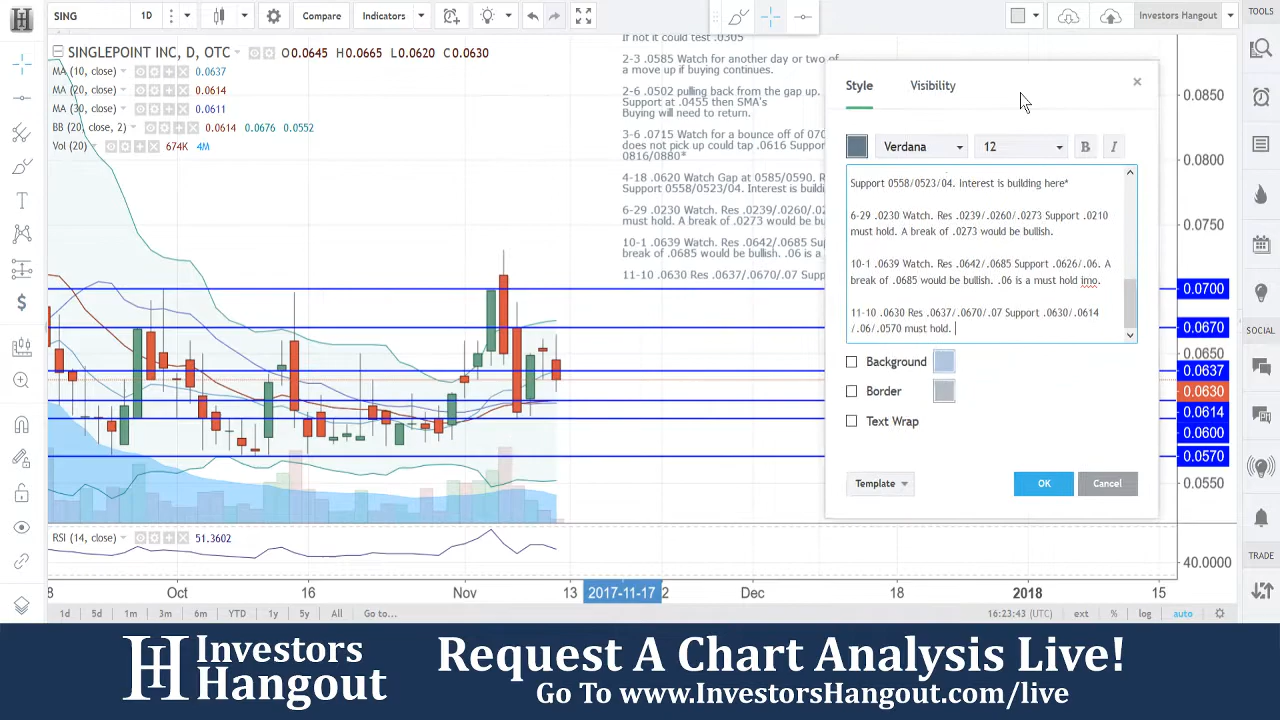 SING
1D
Compare
Indicators
Investors Hangout
TOOLS
SINGLEPOINT INC, D, OTC
O0.0645 H0.0665 L0.0620 C0.0630
MA (10, close) 0.0637
MA (20, close) 0.0614
MA (30, close) 0.0611
BB (20, close, 2) 0.0614 0.0676 0.0552
Vol (20) 674K 4M
If not it could test .0305
2-3 .0585 Watch for another day or two of
a move up if buying continues.
2-6 .0502 pulling back from the gap up.
Support at .0455 then SMA's
Buying will need to return.
3-6 .0715 Watch for a bounce off of 070
does not pick up could tap .0616 Support
0816/0880*
4-18 .0620 Watch Gap at 0585/0590. R
Support 0558/0523/04. Interest is buildi
6-29 .0230 Watch. Res .0239/.0260/.0
must hold. A break of .0273 would be b
10-1 .0639 Watch. Res .0642/.0685 Sup
break of .0685 would be bullish. .06 is a
11-10 .0630 Res .0637/.0670/.07 Supp
Style
Visibility
Verdana
12
B
I
Support 0558/0523/04. Interest is building here*
6-29 .0230 Watch. Res .0239/.0260/.0273 Support .0210
must hold. A break of .0273 would be bullish.
10-1 .0639 Watch. Res .0642/.0685 Support .0626/.06. A
break of .0685 would be bullish. .06 is a must hold imo.
11-10 .0630 Res .0637/.0670/.07 Support .0630/.0614
/.06/.0570 must hold.
Background
Border
Text Wrap
Template
OK
Cancel
0.0850
0.0800
0.0750
0.0700
0.0670
0.0650
0.0637
0.0630
0.0614
0.0600
0.0570
0.0550
40.0000
SOCIAL
TRADE
RSI (14, close) 51.3602
8
Oct
16
Nov
13
2017-11-17
2
Dec
18
2018
15
1d
5d
1m
3m
6m
YTD
1y
5y
All
Go to...
16:23:43 (UTC)
ext
%
log
auto
Investors
Hangout
Request A Chart Analysis Live!
Go To www.InvestorsHangout.com/live